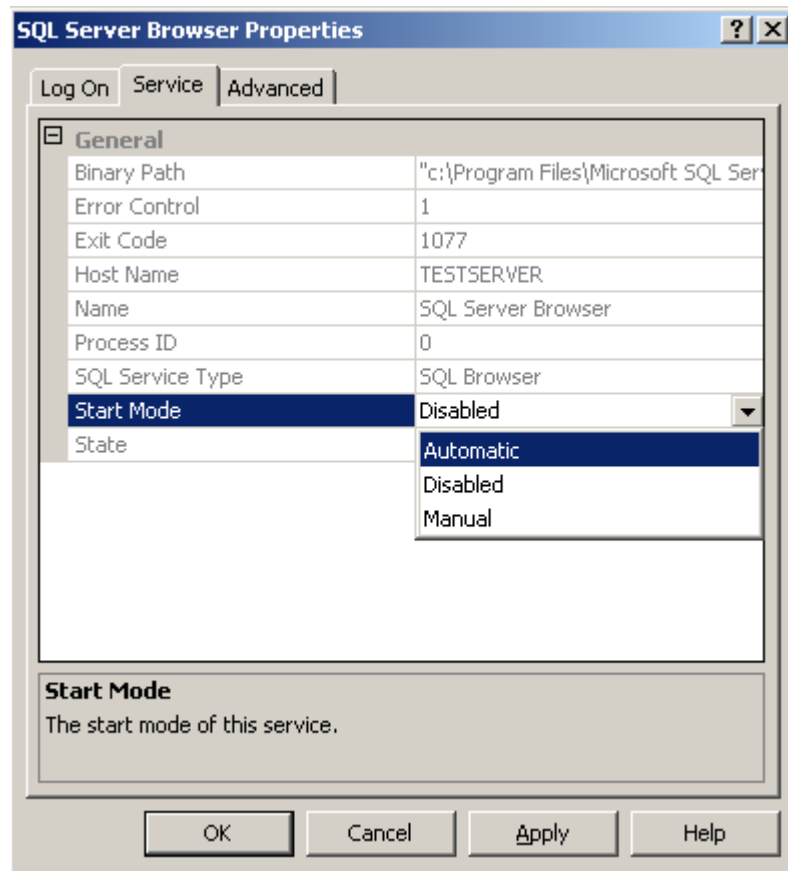 SQL Server Browser Properties
Log On Service Advanced
General
Binary Path "c:\Program Files\Microsoft SQL Ser
Error Control 1
Exit Code 1077
Host Name TESTSERVER
Name SQL Server Browser
Process ID 0
SQL Service Type SQL Browser
Start Mode Disabled
State Automatic
Disabled
Manual
Start Mode
The start mode of this service.
OK Cancel Apply Help